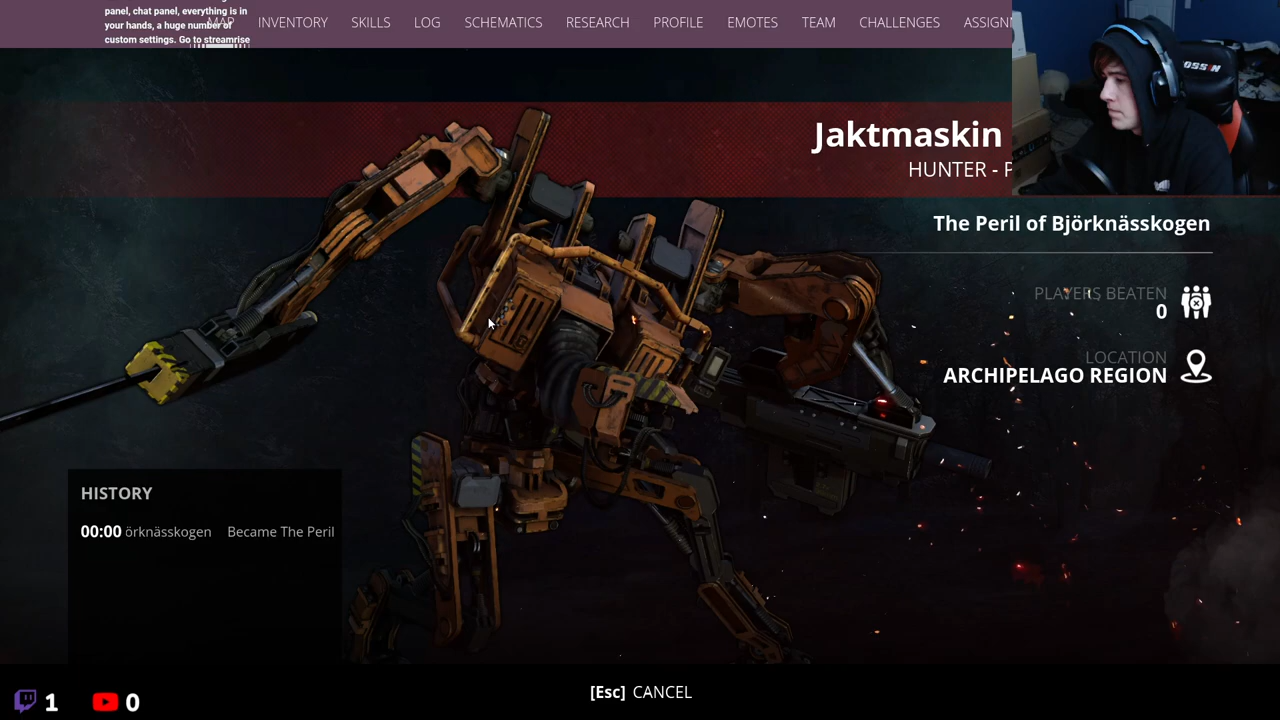 panel, chat panel, everything is in
your hands, a huge number of
custom settings. Go to streamrise
MAP INVENTORY SKILLS LOG SCHEMATICS RESEARCH PROFILE EMOTES TEAM CHALLENGES ASSIGN
Jaktmaskin
HUNTER -
The Peril of Björknässkogen
PLAYERS BEATEN
0
LOCATION
ARCHIPELAGO REGION
HISTORY
00:00 örknässkogen Became The Peril
[Esc] CANCEL
1 0